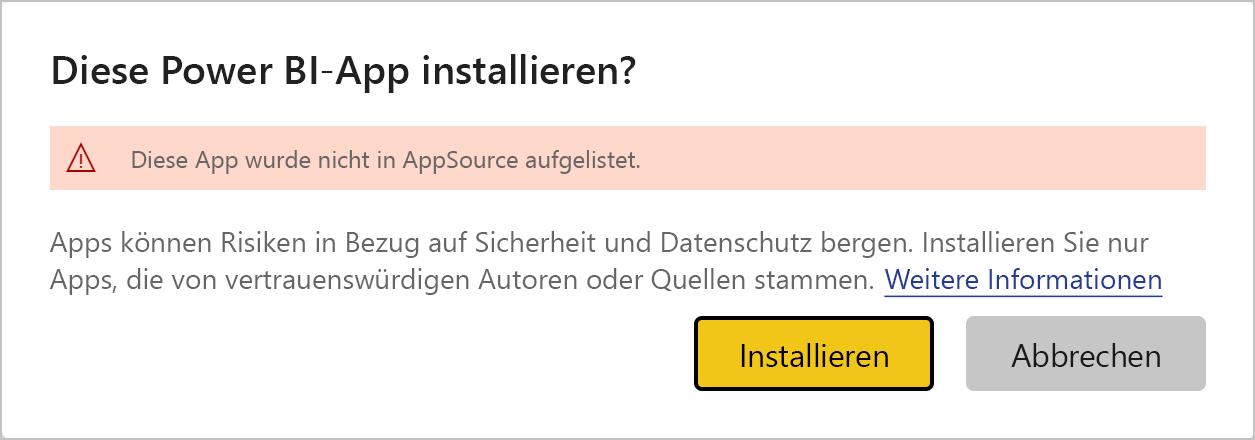 Diese Power BI-App installieren?
Diese App wurde nicht in AppSource aufgelistet.
Apps können Risiken in Bezug auf Sicherheit und Datenschutz bergen. Installieren Sie nur
Apps, die von vertrauenswürdigen Autoren oder Quellen stammen. Weitere Informationen
Installieren
Abbrechen